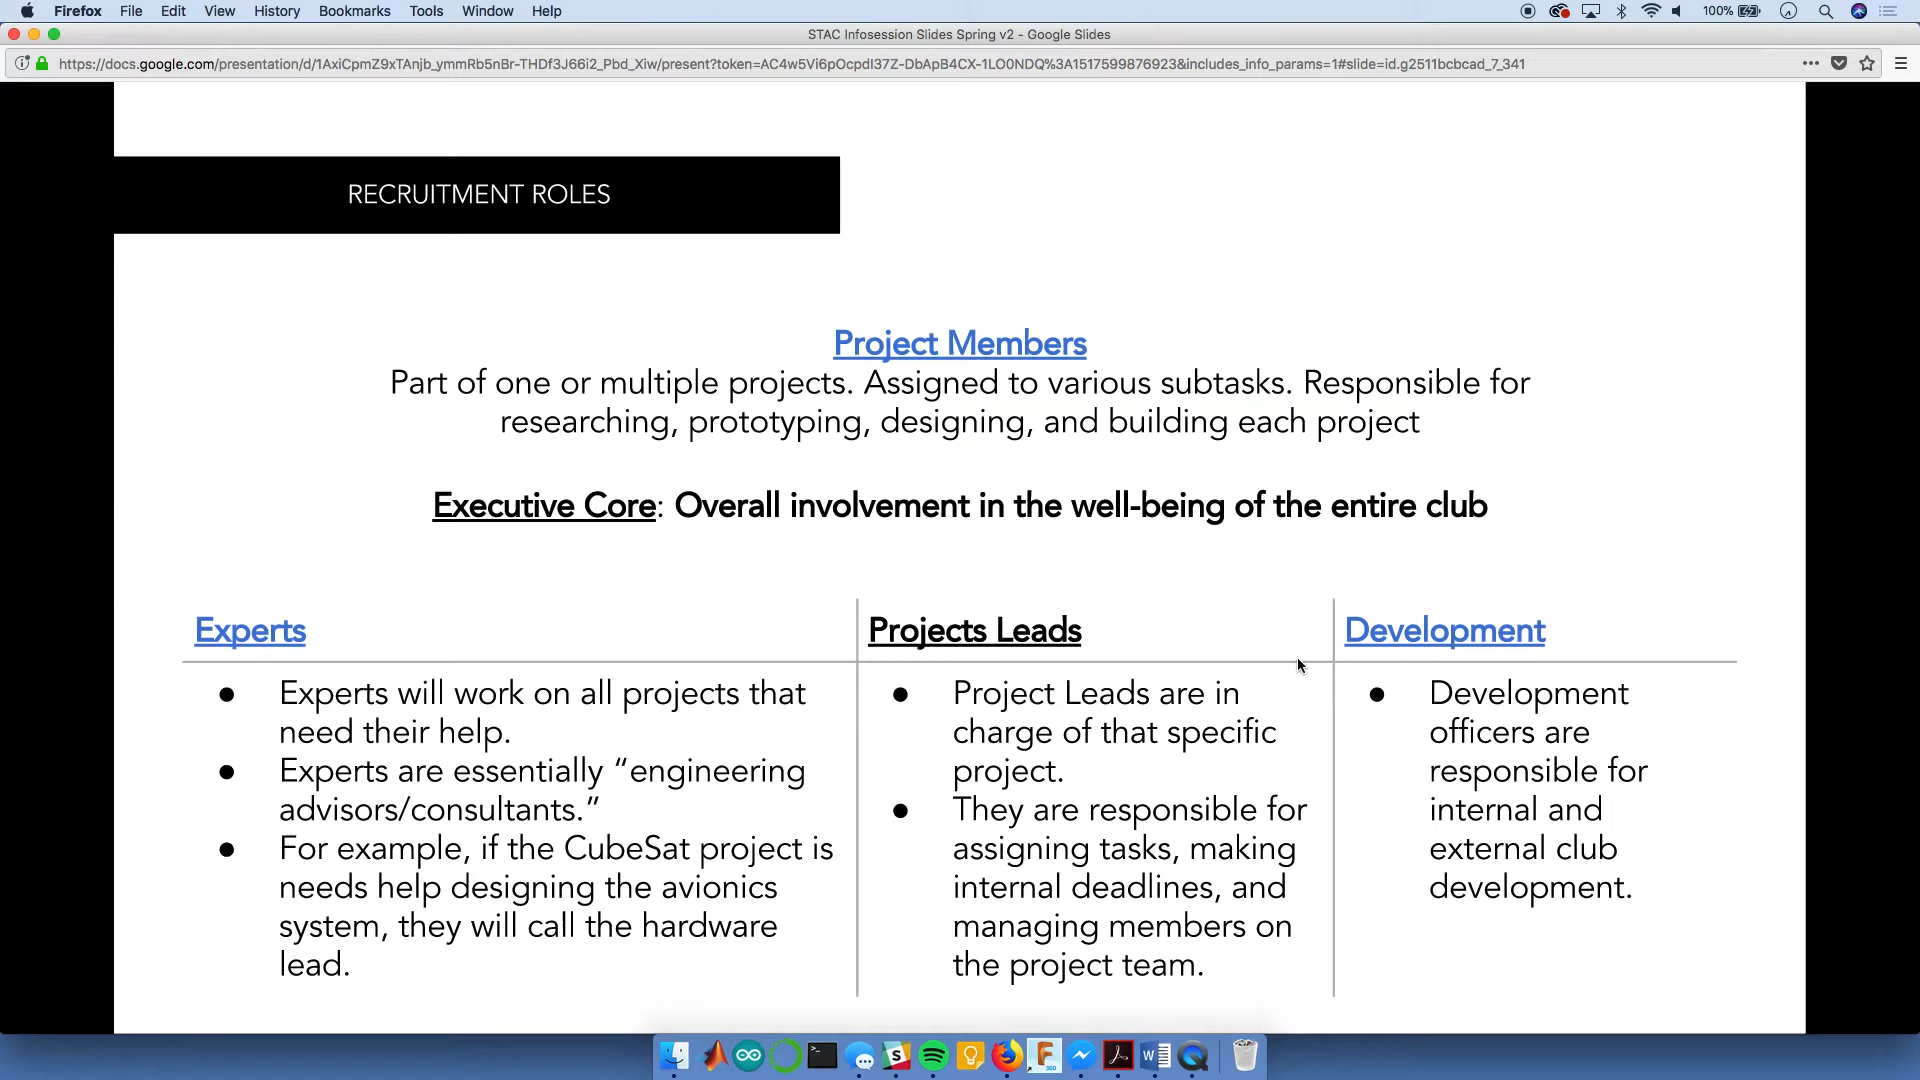 Firefox File Edit View History Bookmarks Tools Window Help 100%
STAC Infosession Slides Spring v2 - Google Slides
https://docs.google.com/presentation/d/1AxiCpmZ9xTAnjb_ymmRb5nBr-THDf3J66i2_Pbd_Xiw/present?token=AC4w5Vi6pOcpdI37Z-DbApB4CX-1LO0NDQ%3A1517599876923&includes_info_params=1#slide=id.g2511bcbcad_7_341
RECRUITMENT ROLES
Project Members
Part of one or multiple projects. Assigned to various subtasks. Responsible for
researching, prototyping, designing, and building each project
Executive Core: Overall involvement in the well-being of the entire club
Experts
● Experts will work on all projects that
need their help.
● Experts are essentially “engineering
advisors/consultants.”
● For example, if the CubeSat project is
needs help designing the avionics
system, they will call the hardware
lead.
Projects Leads
● Project Leads are in
charge of that specific
project.
● They are responsible for
assigning tasks, making
internal deadlines, and
managing members on
the project team.
Development
● Development
officers are
responsible for
internal and
external club
development.